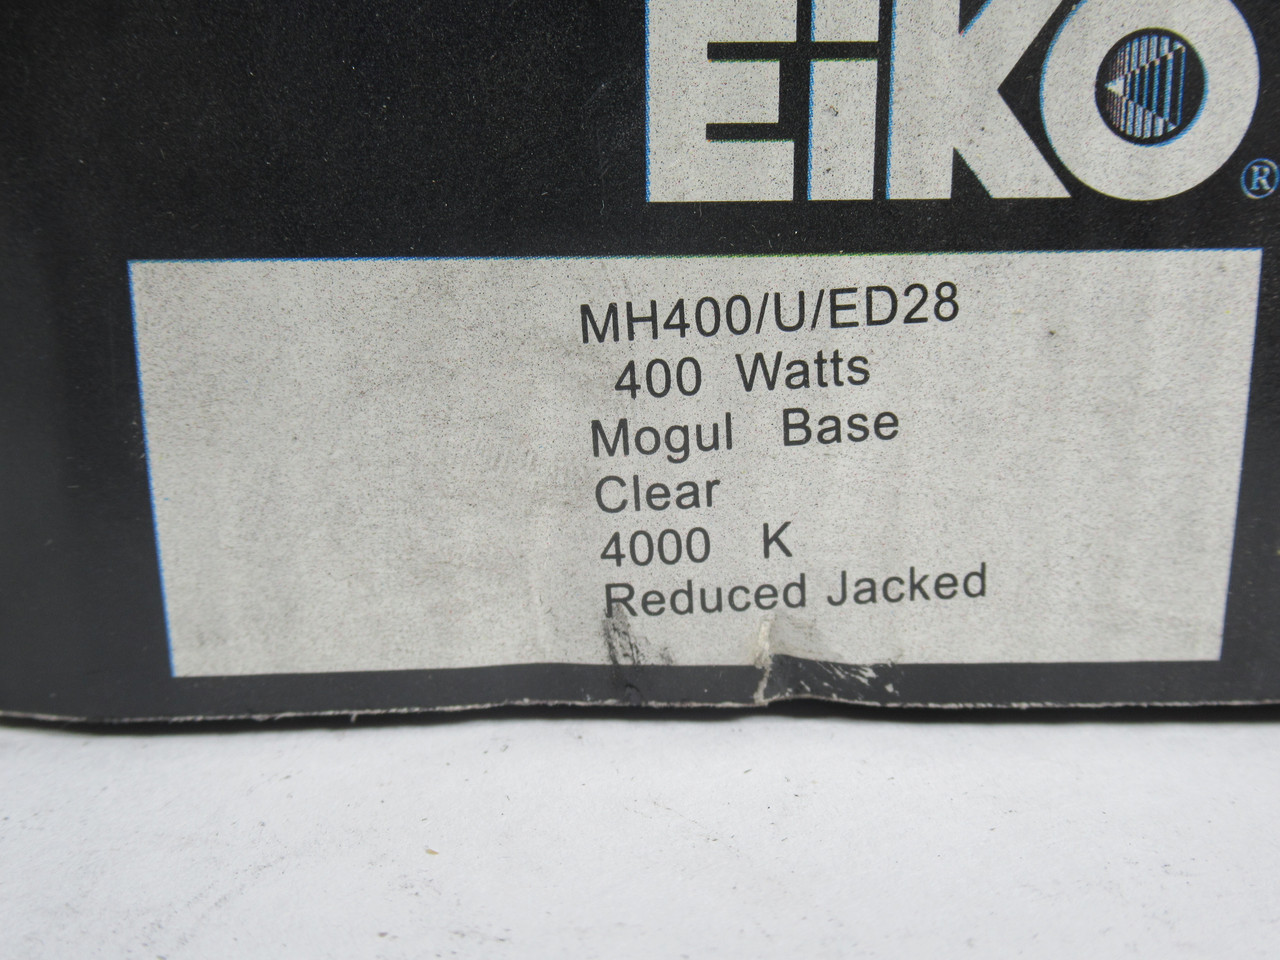 EiKO®
MH400/U/ED28
400 Watts
Mogul Base
Clear
4000 K
Reduced Jacked